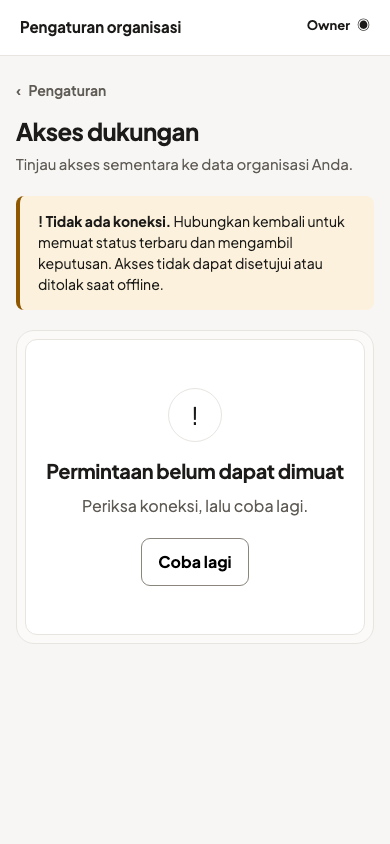 Pengaturan organisasi
Owner
‹ Pengaturan
Akses dukungan
Tinjau akses sementara ke data organisasi Anda.
! Tidak ada koneksi. Hubungkan kembali untuk
memuat status terbaru dan mengambil
keputusan. Akses tidak dapat disetujui atau
ditolak saat offline.
!
Permintaan belum dapat dimuat
Periksa koneksi, lalu coba lagi.
Coba lagi